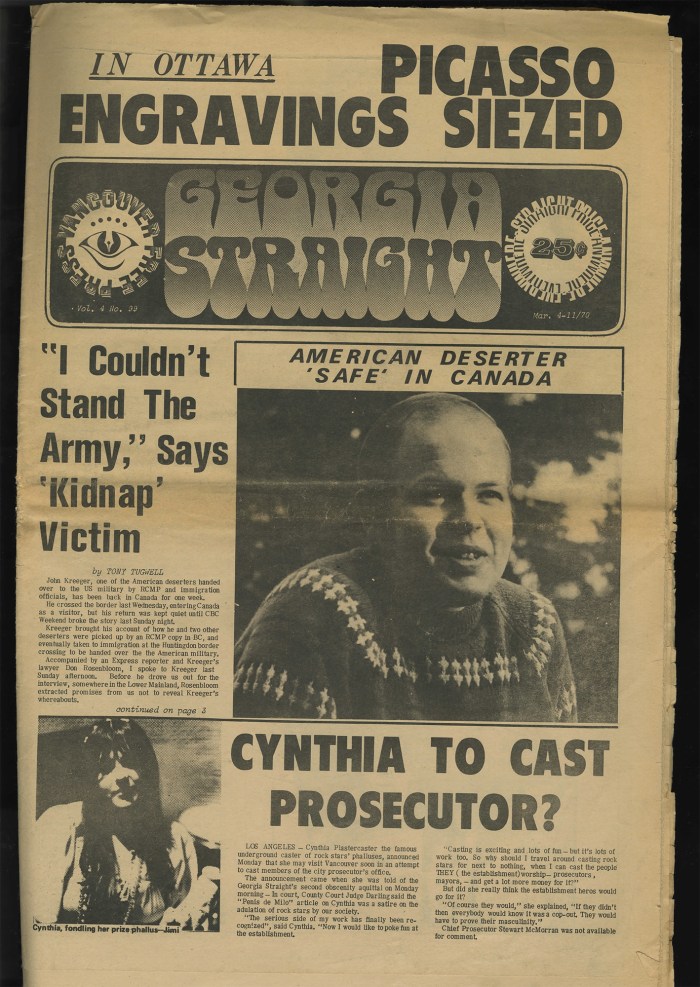 IN OTTAWA PICASSO
ENGRAVINGS SIEZED
VANCOUVER FREE PRESS
GEORGIA
STRAIGHT
25¢
Vol. 4 No. 99
Mar. 4-11/70
"I Couldn't
Stand The
Army," Says
'Kidnap'
Victim
by TONY TUGWELL
John Kreeger, one of the American deserters handed
over to the US military by RCMP and immigration
officials, has been back in Canada for one week.
He crossed the border last Wednesday, entering Canada
as a visitor, but his return was kept quiet until CBC
Weekend broke the story last Sunday night.
Kreeger brought his account of how he and two other
deserters were picked up by an RCMP copy in BC, and
eventually taken to immigration at the Huntingdon border
crossing to be handed over the the American military.
Accompanied by an Express reporter and Kreeger's
lawyer Don Rosenbloom, I spoke to Kreeger last
Sunday afternoon. Before he drove us out for the
interview, somewhere in the Lower Mainland, Rosenbloom
extracted promises from us not to reveal Kreeger's
whereabouts.
continued on page 2
AMERICAN DESERTER
'SAFE' IN CANADA
Cynthia, fondling her prize phallus—Jimi
CYNTHIA TO CAST
PROSECUTOR?
LOS ANGELES — Cynthia Plastercaster the famous
underground caster of rock stars' phalluses, announced
Monday that she may visit Vancouver soon in an attempt
to cast members of the city prosecutor's office.
The announcement came when she was told of the
Georgia Straight's second obscenity aquittal on Monday
morning — in court, County Court Judge Darling said the
"Penis de Milo" article on Cynthia was a satire on the
adulation of rock stars by our society.
"The serious side of my work has finally been re-
cognized", said Cynthia. "Now I would like to poke fun at
the establishment.
"Casting is exciting and lots of fun — but it's lots of
work too. So why should I travel around casting rock
stars for next to nothing, when I can cast the people
THEY ( the establishment) worship— prosecutors,
mayors, — and get a lot more money for it!"
But did she really think the establishment heros would
go for it?
"Of course they would," she explained, "If they didn't
then everybody would know it was a cop-out. They would
have to prove their masculinity."
Chief Prosecutor Stewart McMorran was not available
for comment.